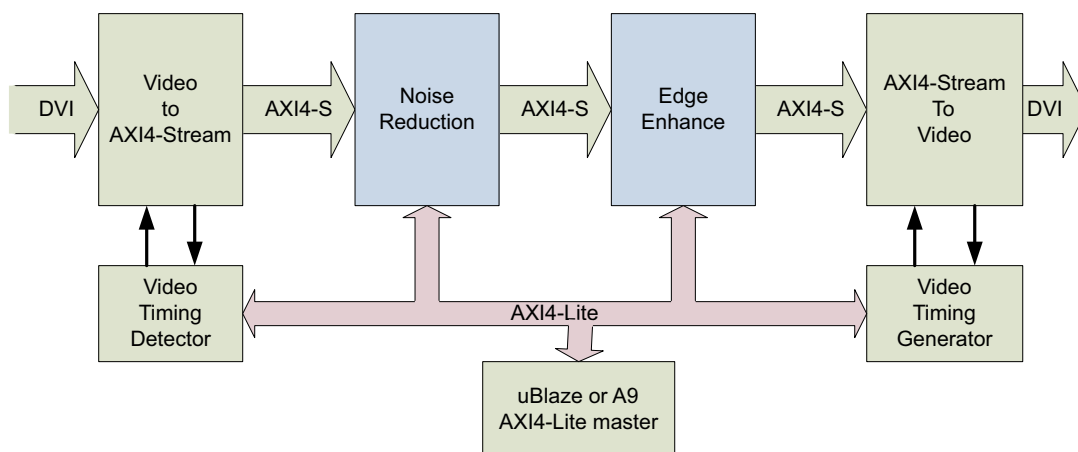 DVI
Video
to
AXI4-Stream
AXI4-S
Noise
Reduction
AXI4-S
Edge
Enhance
AXI4-S
AXI4-Stream
To
Video
DVI
Video
Timing
Detector
AXI4-Lite
Video
Timing
Generator
uBlaze or A9
AXI4-Lite master